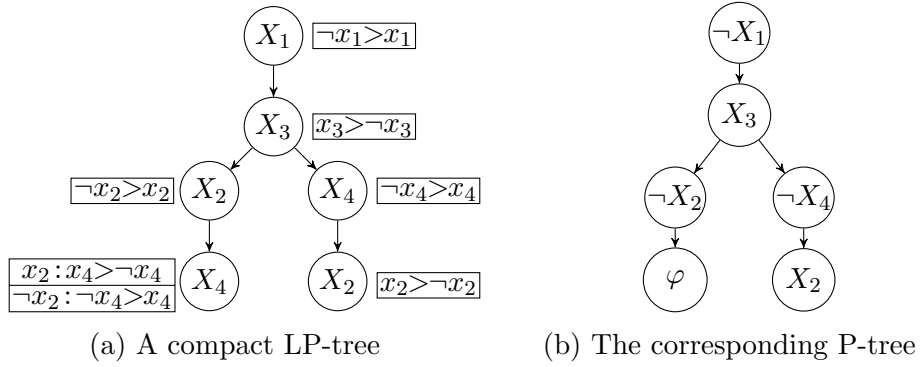 X₁ ¬x₁>x₁ ¬X₁
X₃ x₃>¬x₃ X₃
¬x₂>x₂ X₂ X₄ ¬x₄>x₄ ¬X₂ ¬X₄
x₂:x₄>¬x₄
¬x₂:¬x₄>x₄ X₄ X₂ x₂>¬x₂ φ X₂
(a) A compact LP-tree (b) The corresponding P-tree